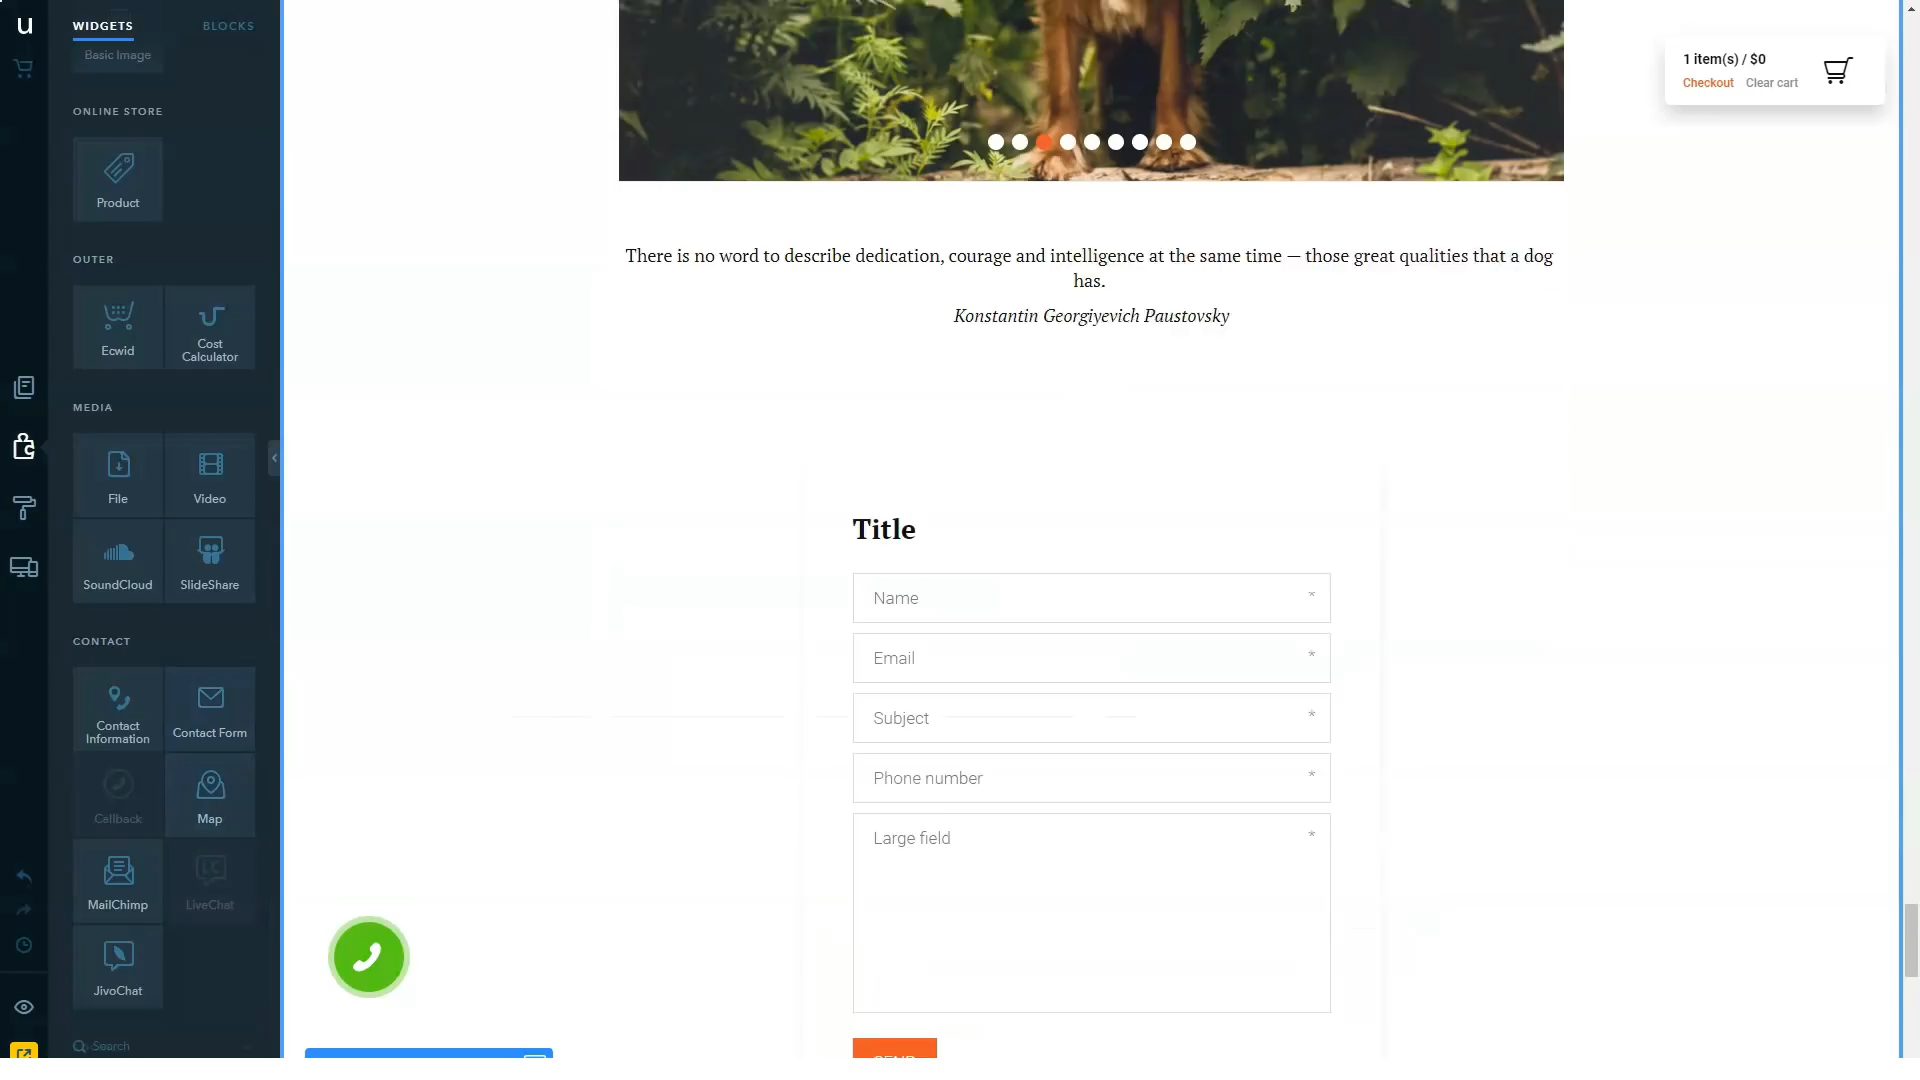 u
WIDGETS
BLOCKS
Basic Image
ONLINE STORE
Product
OUTER
Ecwid
Cost
Calculator
MEDIA
File
Video
SoundCloud
SlideShare
CONTACT
Contact
Information
Contact Form
Callback
Map
MailChimp
LC
LiveChat
JivoChat
Search
1 item(s) / $0
Checkout
Clear cart
There is no word to describe dedication, courage and intelligence at the same time — those great qualities that a dog
has.
Konstantin Georgiyevich Paustovsky
Title
Name *
Email *
Subject *
Phone number *
Large field *
SEND